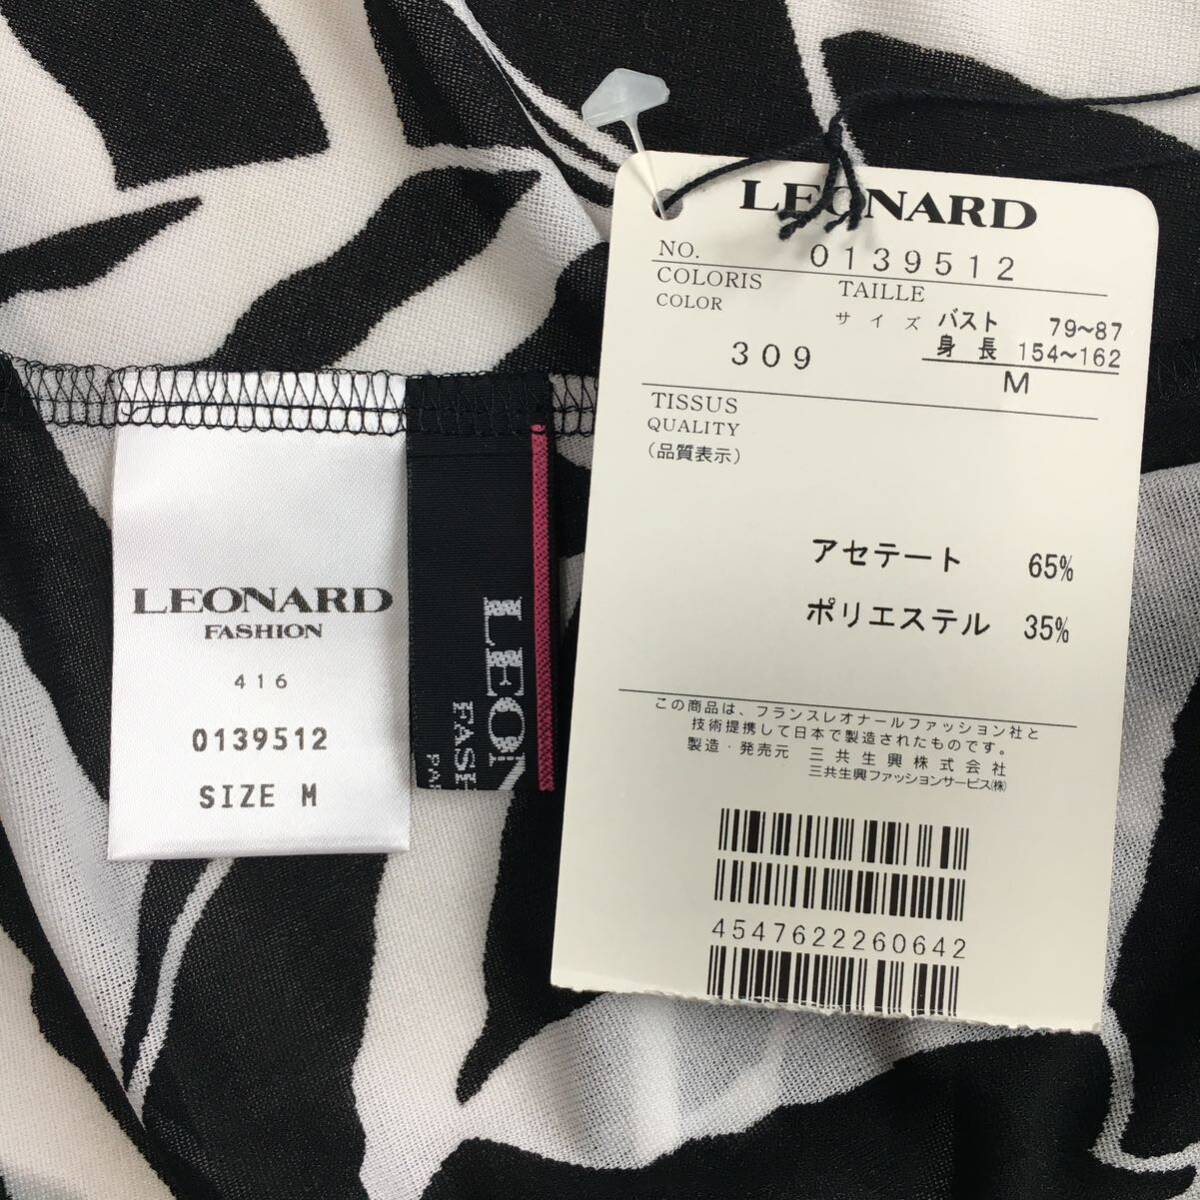 LEONARD
FASHION
416
0139512
SIZE M
LEON
FASH
PA
LEONARD
NO. 0139512
COLORIS
COLOR
309
TAILLE
サイズ
バスト 79~87
身長 154~162
M
TISSUS
QUALITY
(品質表示)
アセテート 65%
ポリエステル 35%
この商品は、フランスレオナールファッション社と
技術提携して日本で製造されたものです。
製造・発売元 三共生興株式会社
三共生興ファッションサービス㈱
4547622260642